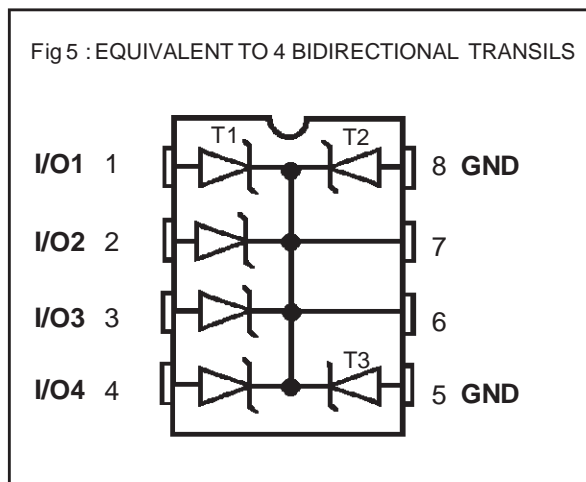 Fig 5 : EQUIVALENT TO 4 BIDIRECTIONAL TRANSILS
T1 T2
I/O1 1 8 GND
I/O2 2 7
I/O3 3 6
T3
I/O4 4 5 GND